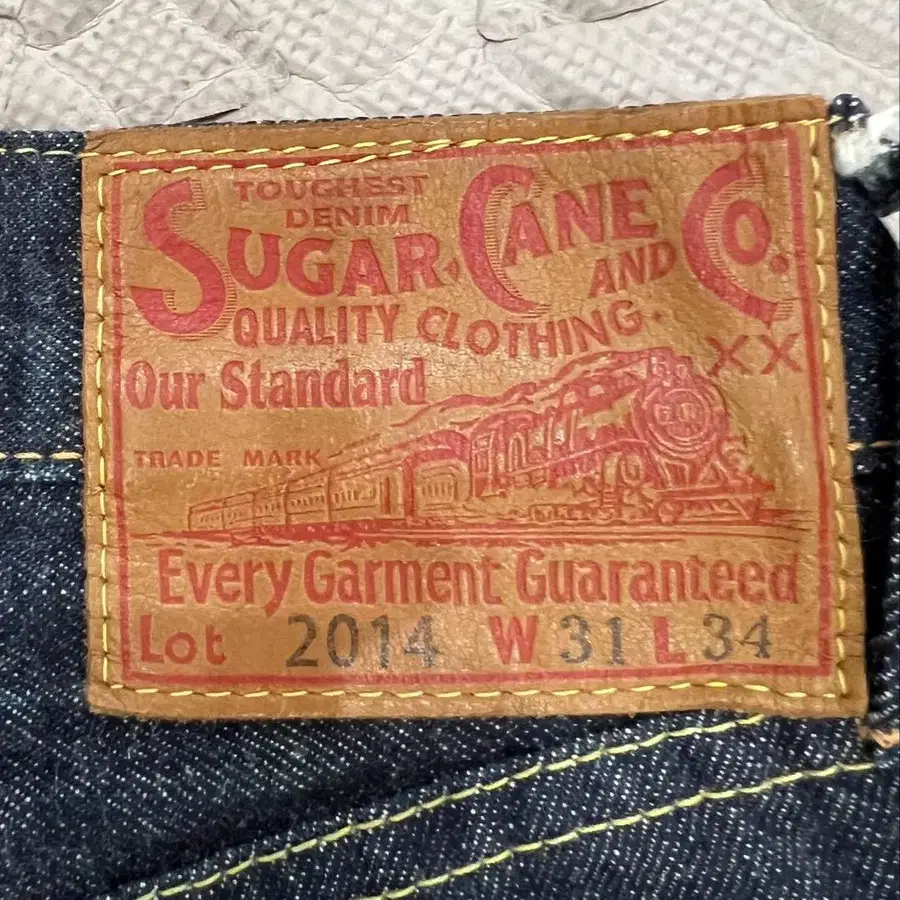 TOUGHEST
DENIM
SUGAR CANE Co.
AND
QUALITY CLOTHING.
XX
Our Standard
TRADE MARK
Every Garment Guaranteed
Lot 2014 W 31 L 34